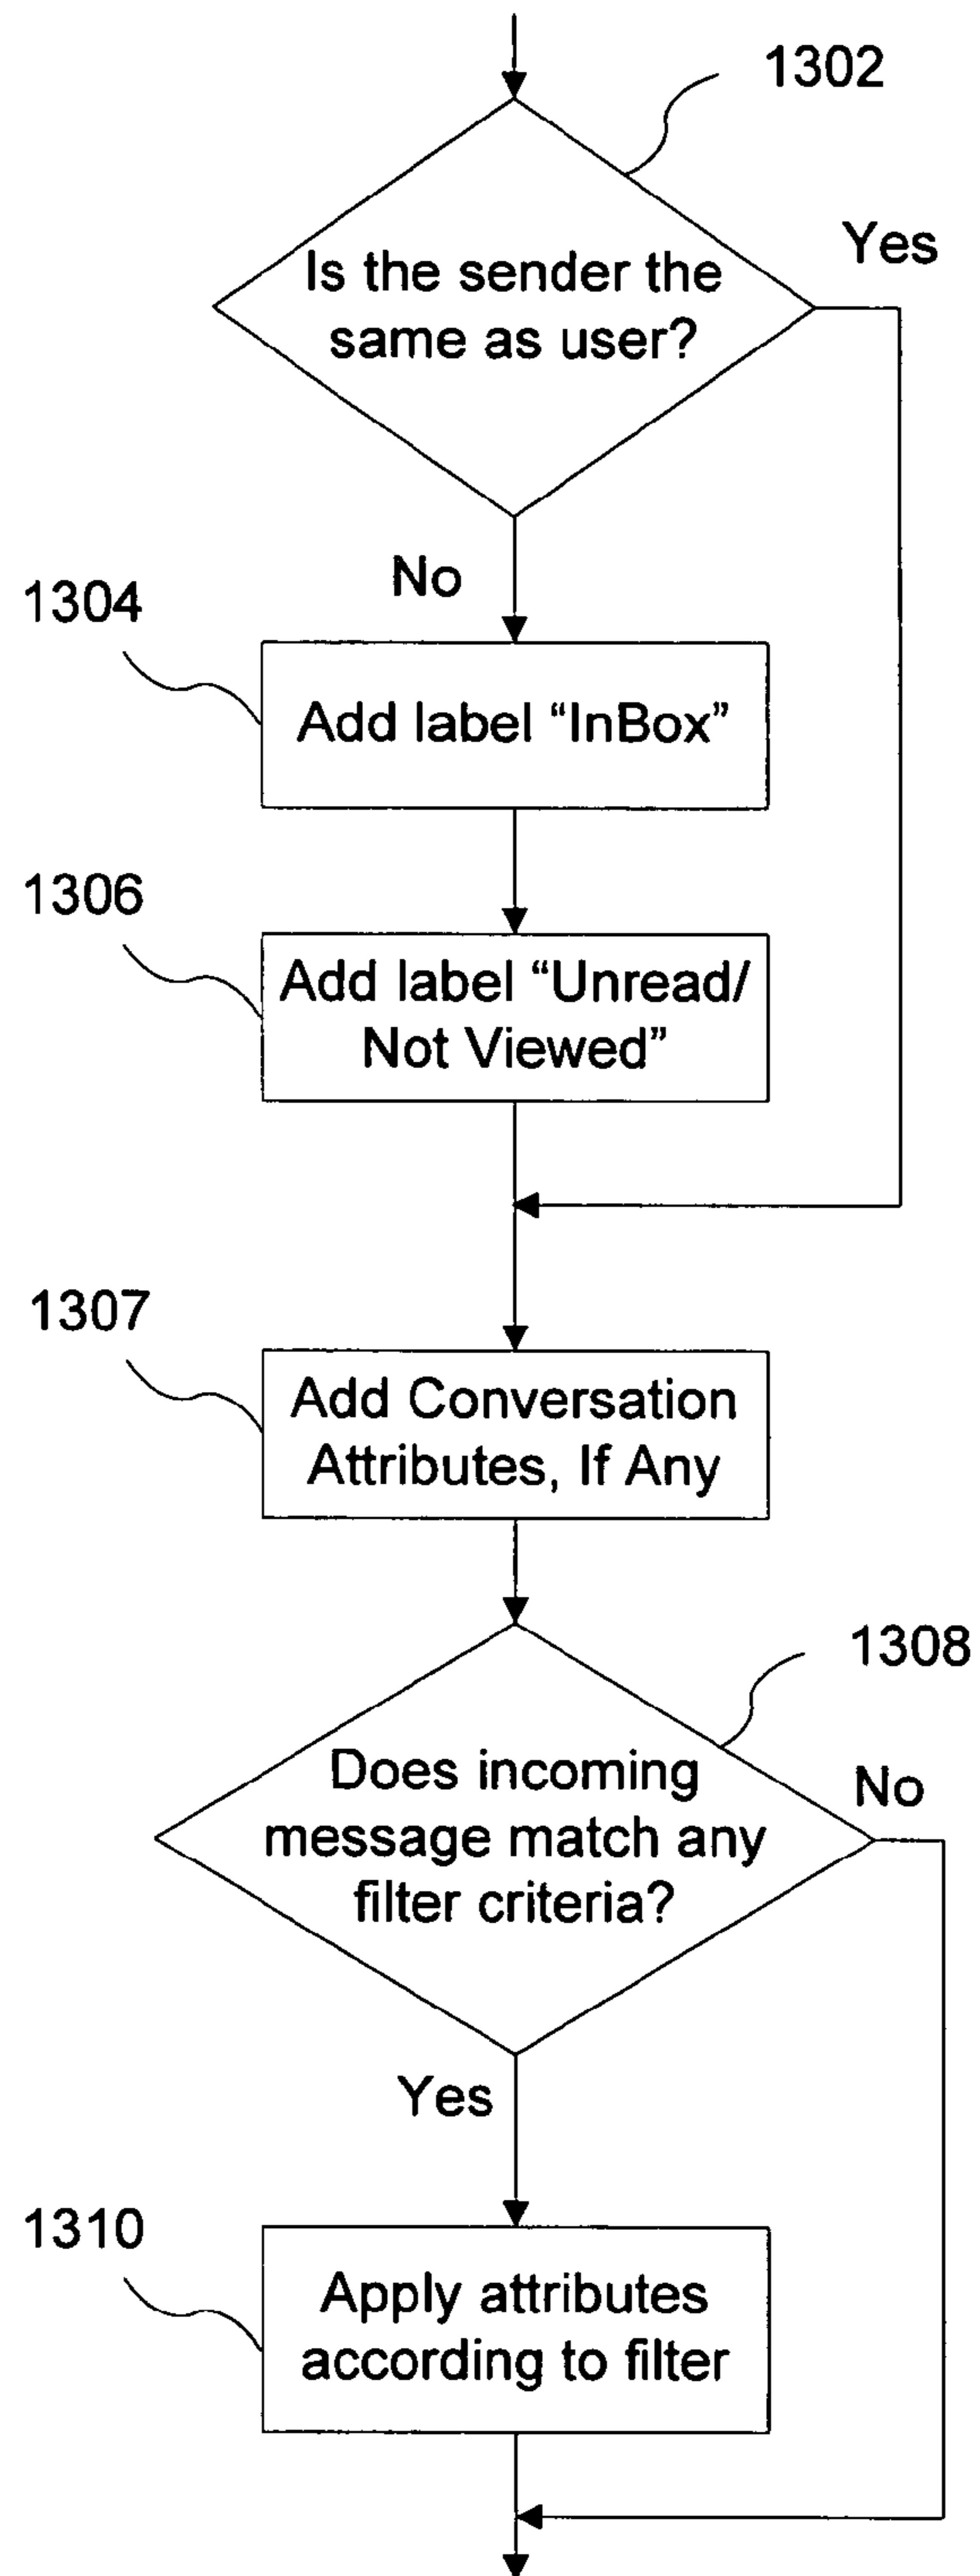 1302
Yes
Is the sender the
same as user?
No
1304
Add label “InBox”
1306
Add label “Unread/
Not Viewed”
1307
Add Conversation
Attributes, If Any
1308
No
Does incoming
message match any
filter criteria?
Yes
1310
Apply attributes
according to filter